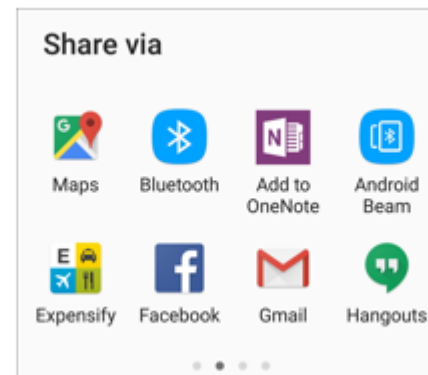 Share via
G
N
Maps
Bluetooth
Add to
OneNote
Android
Beam
E
f
M
Expensify
Facebook
Gmail
Hangouts